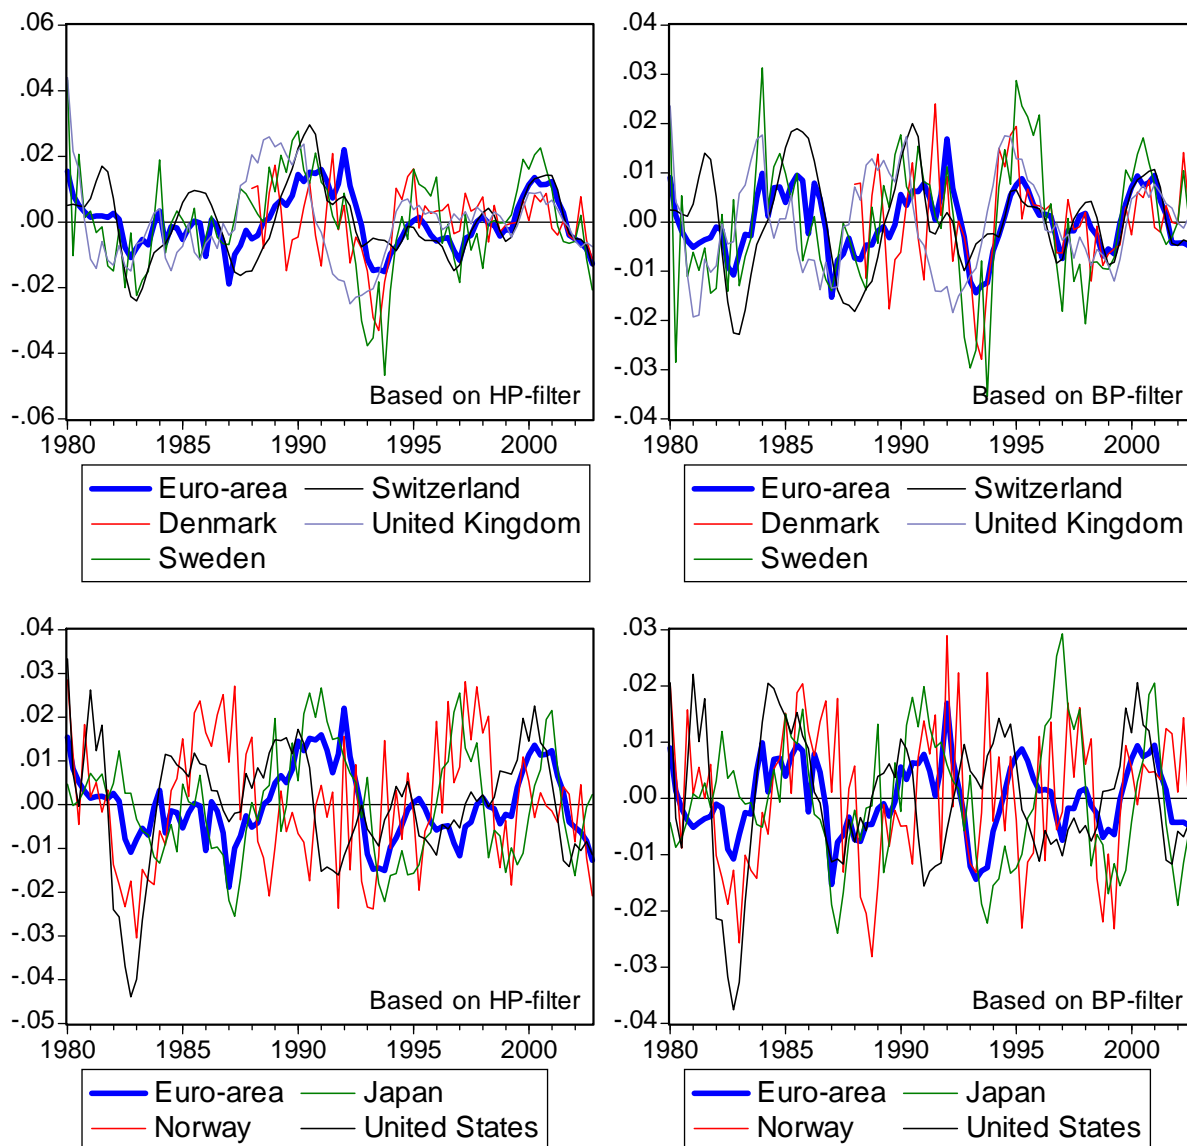 .06
.04
.02
.00
-.02
-.04
-.06
Based on HP-filter
1980 1985 1990 1995 2000
Euro-area Switzerland
Denmark United Kingdom
Sweden
.04
.03
.02
.01
.00
-.01
-.02
-.03
-.04
Based on BP-filter
1980 1985 1990 1995 2000
Euro-area Switzerland
Denmark United Kingdom
Sweden
.04
.03
.02
.01
.00
-.01
-.02
-.03
-.04
-.05
Based on HP-filter
1980 1985 1990 1995 2000
Euro-area Japan
Norway United States
.03
.02
.01
.00
-.01
-.02
-.03
-.04
Based on BP-filter
1980 1985 1990 1995 2000
Euro-area Japan
Norway United States